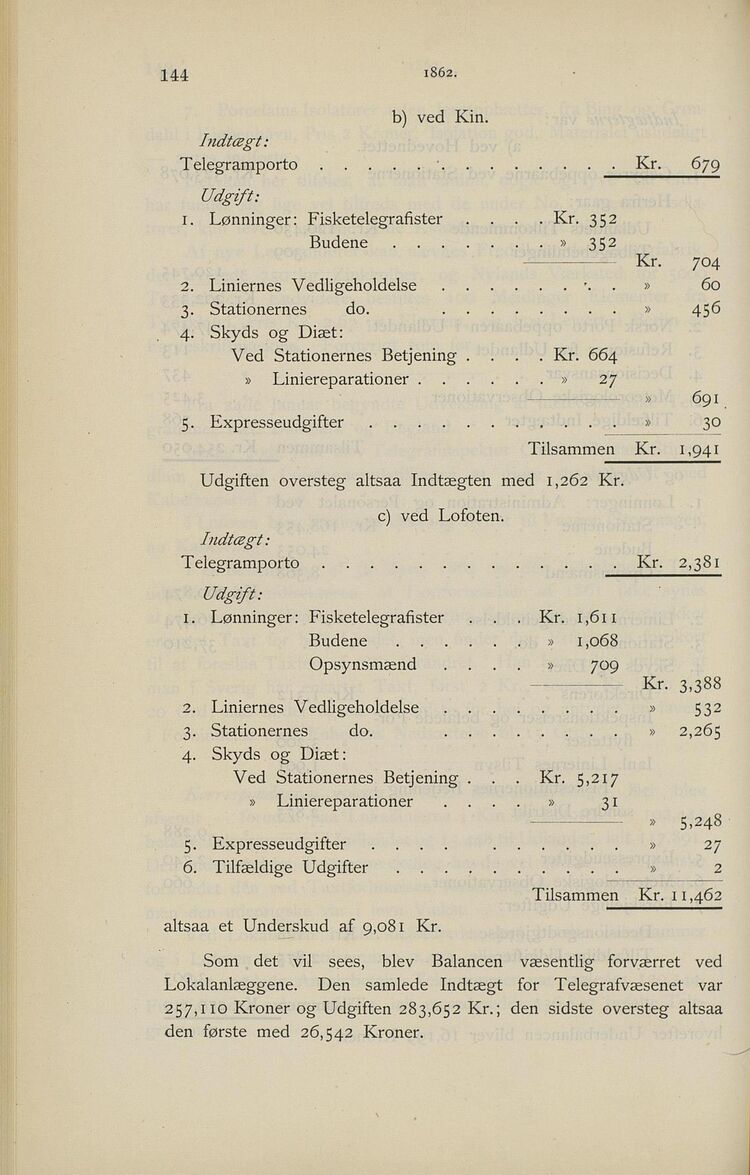 144 1862.
b) ved Kin.
Indtægt:
Telegramporto . . . . . . . . . . . . . Kr. 679
Udgift:
1. Lønninger: Fisketelegrafister . . . . Kr. 352
Budene . . . . . . . » 352
Kr. 704
2. Liniernes Vedligeholdelse . . . . . . . . » 60
3. Stationernes do. . . . . . . . . » 456
4. Skyds og Diæt:
Ved Stationernes Betjening . . . . Kr. 664
» Liniereparationer . . . . . . » 27
» 691
5. Expresseudgifter . . . . . . . . . . . » 30
Tilsammen Kr. 1,941
Udgiften oversteg altsaa Indtægten med 1,262 Kr.
c) ved Lofoten.
Indtægt:
Telegramporto . . . . . . . . . . . . . Kr. 2,381
Udgift:
1. Lønninger: Fisketelegrafister . . . Kr. 1,611
Budene . . . . . . » 1,068
Opsynsmænd . . . . » 709
Kr. 3,388
2. Liniernes Vedligeholdelse . . . . . . . . » 532
3. Stationernes do. . . . . . . . . » 2,265
4. Skyds og Diæt:
Ved Stationernes Betjening . . . Kr. 5,217
» Liniereparationer . . . . » 31
» 5,248
5. Expresseudgifter . . . . . . . . . . » 27
6. Tilfældige Udgifter . . . . . . . . . . » 2
Tilsammen Kr. 11,462
altsaa et Underskud af 9,081 Kr.
Som det vil sees, blev Balancen væsentlig forværret ved
Lokalanlæggene. Den samlede Indtægt for Telegrafvæsenet var
257,110 Kroner og Udgiften 283,652 Kr.; den sidste oversteg altsaa
den første med 26,542 Kroner.